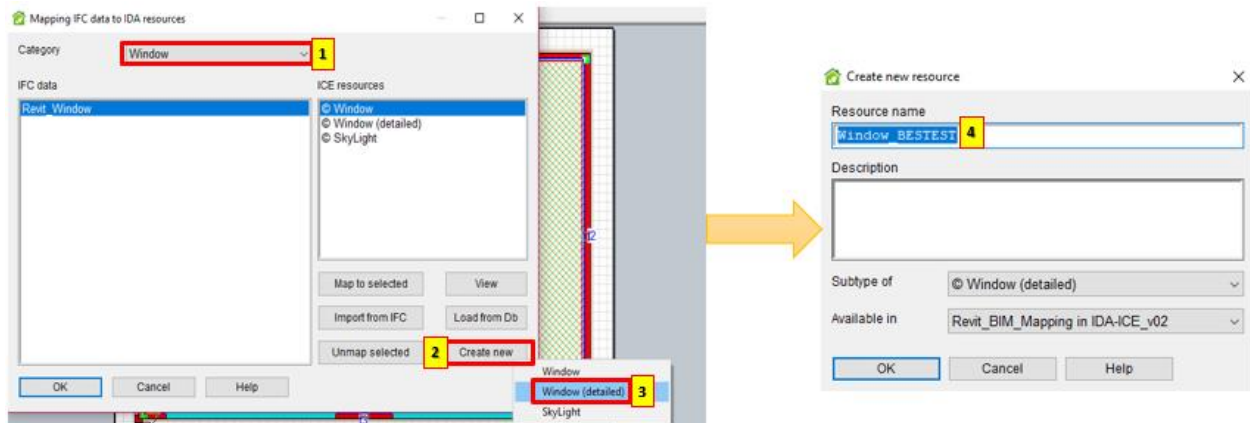 Mapping IFC data to IDA resources
Category
Window
1
IFC data
ICE resources
Revit_Window
© Window
© Window (detailed)
© SkyLight
Map to selected
View
Import from IFC
Load from Db
Unmap selected
2
Create new
OK
Cancel
Help
Window
Window (detailed)
3
SkyLight
Create new resource
Resource name
Window_BESTEST
4
Description
Subtype of
© Window (detailed)
Available in
Revit_BIM_Mapping in IDA-ICE_v02
OK
Cancel
Help